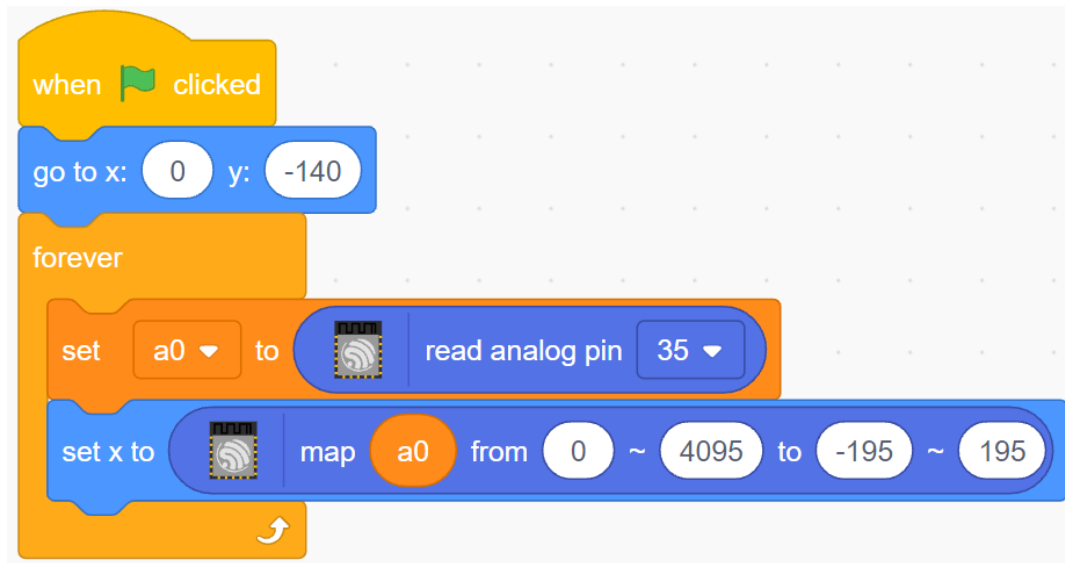 when clicked
go to x: 0 y: -140
forever
set a0 to read analog pin 35
set x to map a0 from 0 ~ 4095 to -195 ~ 195